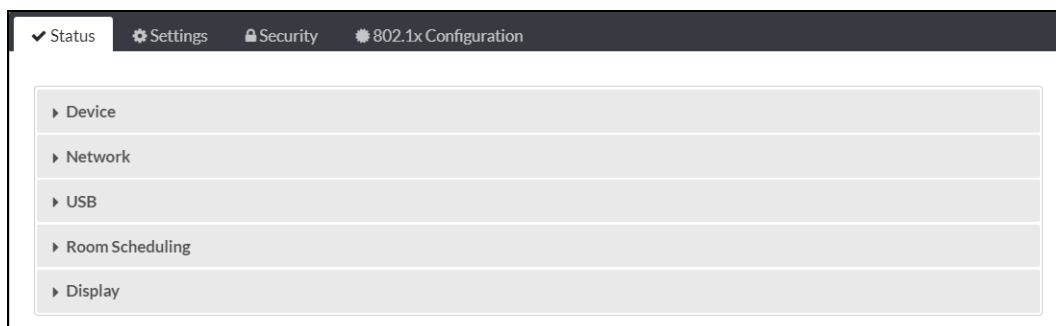 Status Settings Security 802.1x Configuration
Device
Network
USB
Room Scheduling
Display